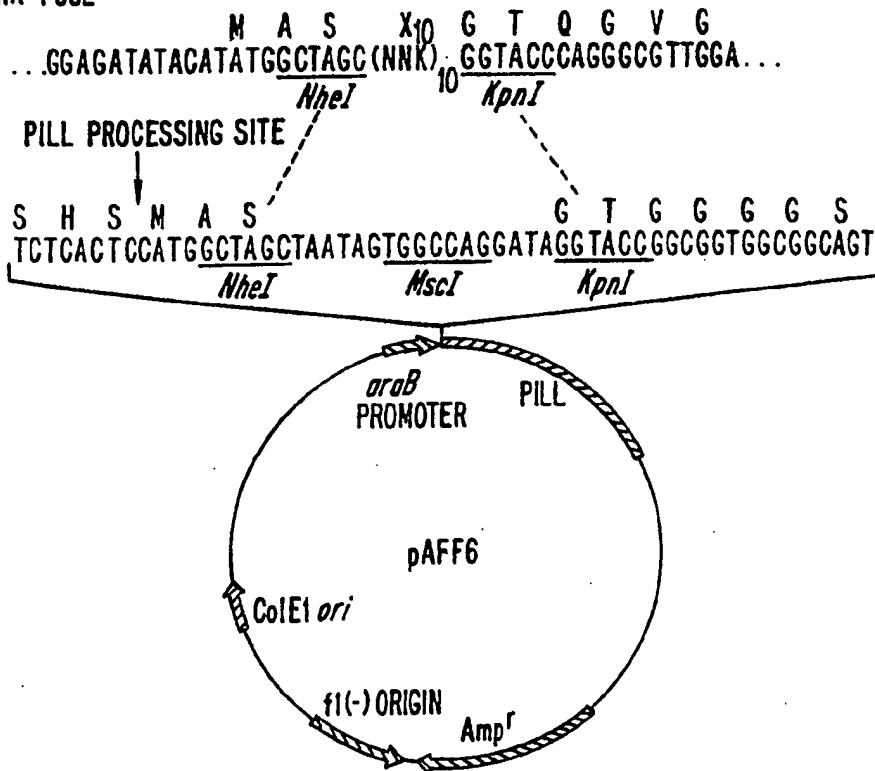 M A S X10 G T Q G V G
...GGAGATATACATATGGCTAGC(NNK)10GGTACCCAGGGCGTTGGA...
NheI KpnI
PILL PROCESSING SITE
S H S M A S G T G G G G S
TCTCACTCCATGGCTAGCTAATAGTGGCCAGGATAGGTACCGGCGGTGGCGGCAGT
NheI MscI KpnI
araB
PROMOTER
PILL
pAFF6
ColE1 ori
f1(-) ORIGIN
Ampr